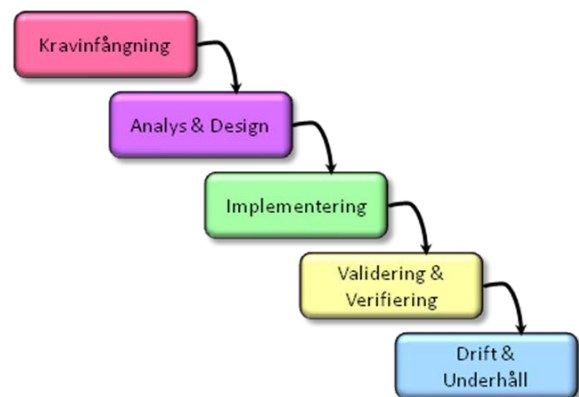 Kravinfångning
Analys & Design
Implementering
Validering &
Verifiering
Drift &
Underhåll